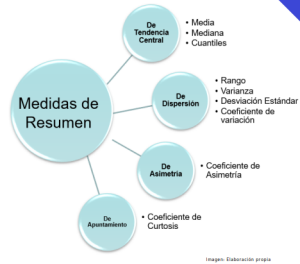 Medidas de
Resumen
De
Tendencia
Central
• Media
• Mediana
• Cuantiles
De
Dispersión
• Rango
• Varianza
• Desviación Estándar
• Coeficiente de
variación
De
Asimetría
• Coeficiente de
Asimetría
De
Apuntamiento
• Coeficiente de
Curtosis
Imagen: Elaboración propia